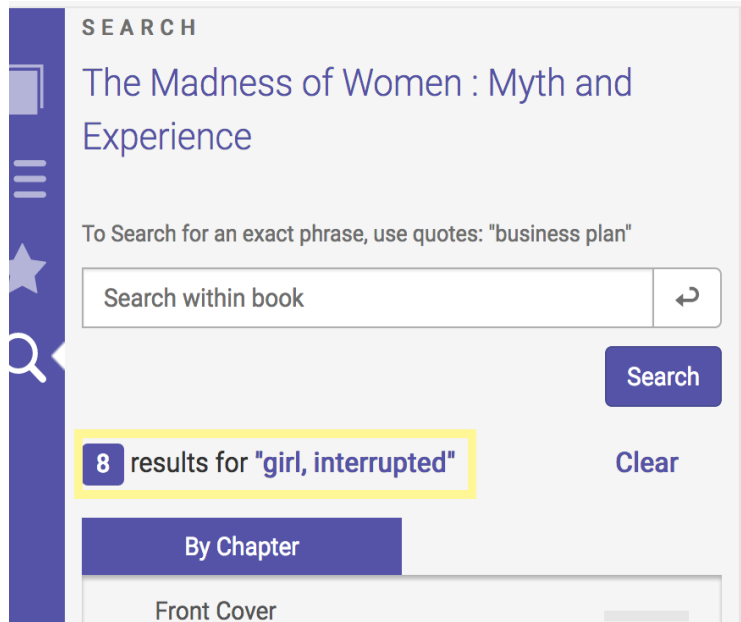 SEARCH
The Madness of Women : Myth and
Experience
To Search for an exact phrase, use quotes: "business plan"
Search within book
Search
8 results for "girl, interrupted"
Clear
By Chapter
Front Cover